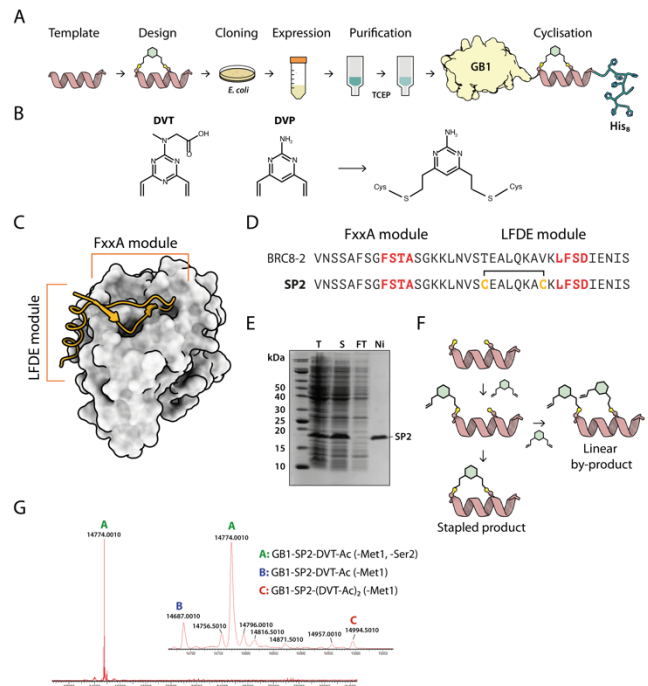 A
Template
Design
Cloning
Expression
Purification
Cyclisation
E. coli
TCEP
GB1
His8
B
DVT
DVP
N
OH
O
N
N
N
NH2
N
N
NH2
N
N
Cys
S
S
Cys
C
FxxA module
LFDE module
D
FxxA module LFDE module
BRC8-2 VNSSAFSGFSTASGKKLNVSTEALQKAVKLFSDIENIS
SP2 VNSSAFSGFSTASGKKLNVSCEALQKACKLFSDIENIS
E
T S FT Ni
kDa
50
40
30
25
20
15
10
SP2
F
Linear
by-product
Stapled product
G
A
14774.0010
A
14774.0010
A: GB1-SP2-DVT-Ac (-Met1, -Ser2)
B: GB1-SP2-DVT-Ac (-Met1)
C: GB1-SP2-(DVT-Ac)2 (-Met1)
B
14687.0010
14756.5010
14796.0010
14816.5010
14871.5010
14957.0010
C
14994.5010